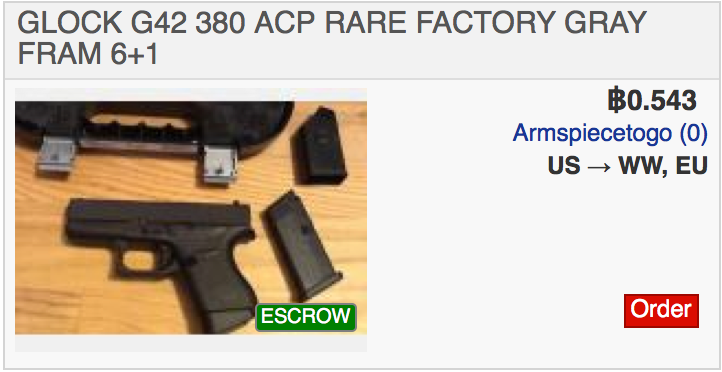 GLOCK G42 380 ACP RARE FACTORY GRAY
FRAM 6+1
฿0.543
Armspiecetogo (0)
US → WW, EU
ESCROW
Order